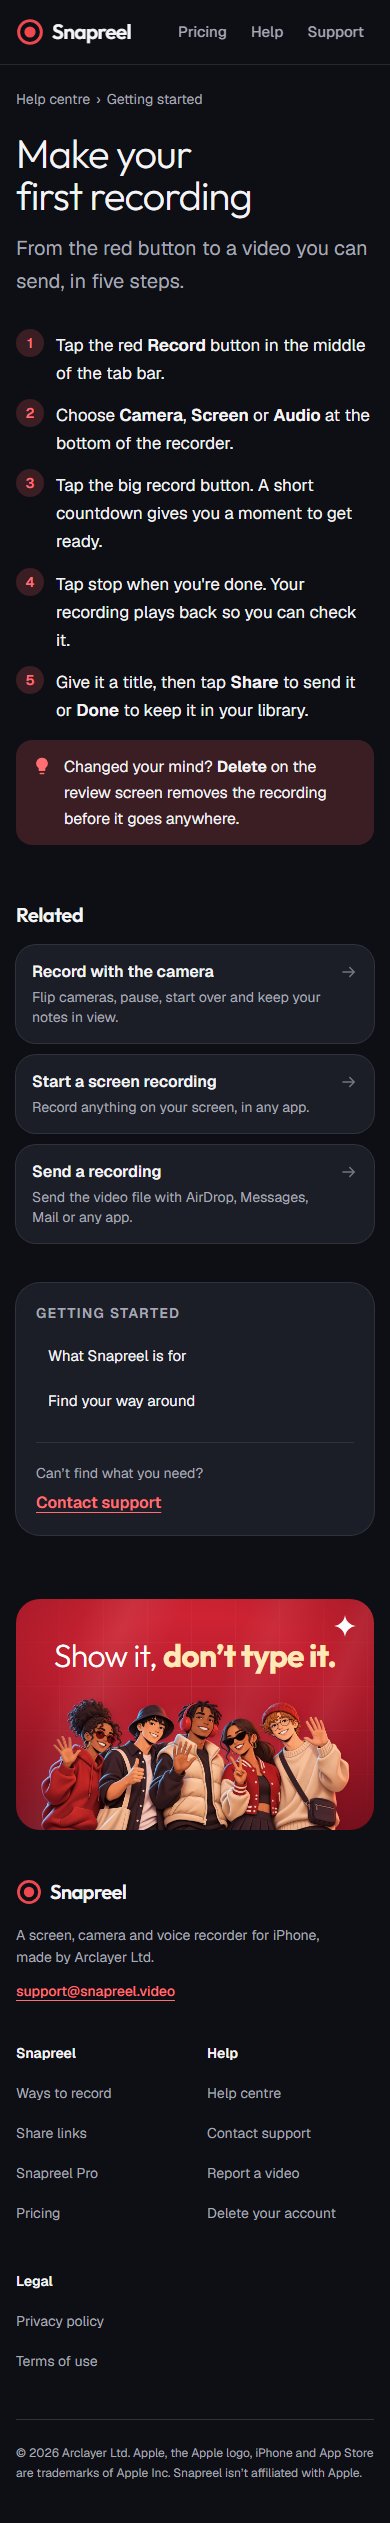 Snapreel
Pricing
Help
Support
Help centre › Getting started
Make your
first recording
From the red button to a video you can
send, in five steps.
1
Tap the red Record button in the middle
of the tab bar.
2
Choose Camera, Screen or Audio at the
bottom of the recorder.
3
Tap the big record button. A short
countdown gives you a moment to get
ready.
4
Tap stop when you're done. Your
recording plays back so you can check
it.
5
Give it a title, then tap Share to send it
or Done to keep it in your library.
Changed your mind? Delete on the
review screen removes the recording
before it goes anywhere.
Related
Record with the camera
Flip cameras, pause, start over and keep your
notes in view.
Start a screen recording
Record anything on your screen, in any app.
Send a recording
Send the video file with AirDrop, Messages,
Mail or any app.
GETTING STARTED
What Snapreel is for
Find your way around
Can’t find what you need?
Contact support
Show it, don’t type it.
Snapreel
A screen, camera and voice recorder for iPhone,
made by Arclayer Ltd.
support@snapreel.video
Snapreel
Ways to record
Share links
Snapreel Pro
Pricing
Help
Help centre
Contact support
Report a video
Delete your account
Legal
Privacy policy
Terms of use
© 2026 Arclayer Ltd. Apple, the Apple logo, iPhone and App Store
are trademarks of Apple Inc. Snapreel isn’t affiliated with Apple.